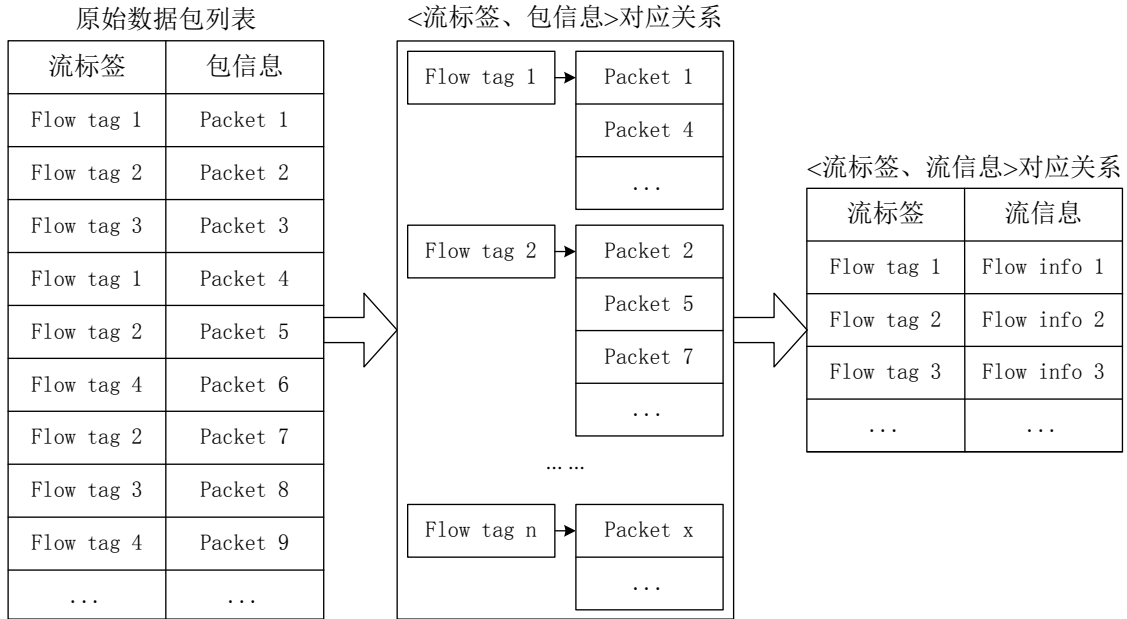 原始数据包列表
流标签 包信息
Flow tag 1 Packet 1
Flow tag 2 Packet 2
Flow tag 3 Packet 3
Flow tag 1 Packet 4
Flow tag 2 Packet 5
Flow tag 4 Packet 6
Flow tag 2 Packet 7
Flow tag 3 Packet 8
Flow tag 4 Packet 9
... ...
<流标签、包信息>对应关系
Flow tag 1 Packet 1
Packet 4
...
Flow tag 2 Packet 2
Packet 5
Packet 7
...
... ...
Flow tag n Packet x
...
<流标签、流信息>对应关系
流标签 流信息
Flow tag 1 Flow info 1
Flow tag 2 Flow info 2
Flow tag 3 Flow info 3
... ...